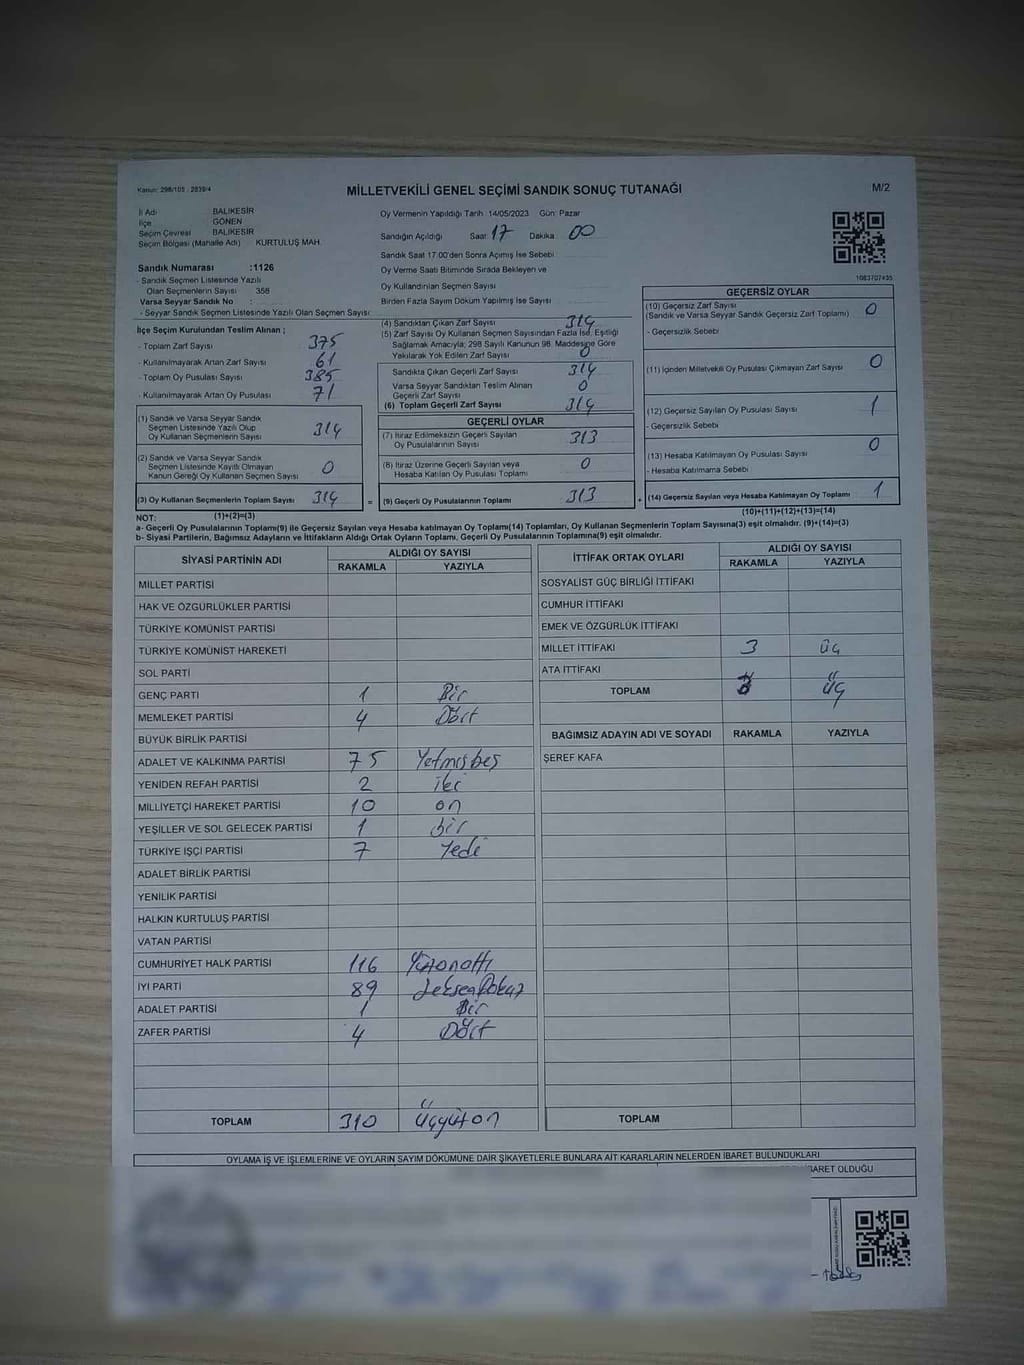 Kanun: 298/105 - 2839/4
MİLLETVEKİLİ GENEL SEÇİMİ SANDIK SONUÇ TUTANAĞI
M/2
İl Adı BALIKESİR
İlçe GÖNEN
Seçim Çevresi BALIKESİR
Seçim Bölgesi (Mahalle Adı) KURTULUŞ MAH.
Oy Vermenin Yapıldığı Tarih :14/05/2023 Gün: Pazar
Sandığın Açıldığı Saat: 17 Dakika 00
Sandık Saat 17:00'den Sonra Açımış İse Sebebi
Oy Verme Saati Bitiminde Sırada Bekleyen ve
Oy Kullandırılan Seçmen Sayısı
Birden Fazla Sayım Döküm Yapılmış İse Sayısı
1083707435
Sandık Numarası :1126
- Sandık Seçmen Listesinde Yazılı
Olan Seçmenlerin Sayısı 358
Varsa Seyyar Sandık No :
- Seyyar Sandık Seçmen Listesinde Yazılı Olan Seçmen Sayısı
İlçe Seçim Kurulundan Teslim Alınan ;
- Toplam Zarf Sayısı 375
- Kullanılmayarak Artan Zarf Sayısı 61
- Toplam Oy Pusulası Sayısı 385
- Kullanılmayarak Artan Oy Pusulası 71
(1) Sandık ve Varsa Seyyar Sandık
Seçmen Listesinde Yazılı Olup
Oy Kullanan Seçmenlerin Sayısı 314
(2) Sandık ve Varsa Seyyar Sandık
Seçmen Listesinde Kayıtlı Olmayan
Kanun Gereği Oy Kullanan Seçmen Sayısı 0
(3) Oy Kullanan Seçmenlerin Toplam Sayısı 314 =
(1)+(2)=(3)
(4) Sandıktan Çıkan Zarf Sayısı 314
(5) Zarf Sayısı Oy Kullanan Seçmen Sayısından Fazla İse, Eşitliği
Sağlamak Amacıyla; 298 Sayılı Kanunun 98. Maddesine Göre
Yakılarak Yok Edilen Zarf Sayısı 0
Sandıkta Çıkan Geçerli Zarf Sayısı 314
Varsa Seyyar Sandıktan Teslim Alınan
Geçerli Zarf Sayısı 0
(6) Toplam Geçerli Zarf Sayısı 314
GEÇERLİ OYLAR
(7) İtiraz Edilmeksizin Geçerli Sayılan
Oy Pusulalarının Sayısı 313
(8) İtiraz Üzerine Geçerli Sayılan veya
Hesaba Katılan Oy Pusulası Toplamı 0
(9) Geçerli Oy Pusulalarının Toplamı 313 +
GEÇERSİZ OYLAR
(10) Geçersiz Zarf Sayısı
(Sandık ve Varsa Seyyar Sandık Geçersiz Zarf Toplamı) 0
- Geçersizlik Sebebi
(11) İçinden Milletvekili Oy Pusulası Çıkmayan Zarf Sayısı 0
(12) Geçersiz Sayılan Oy Pusulası Sayısı 1
- Geçersizlik Sebebi
(13) Hesaba Katılmayan Oy Pusulası Sayısı 0
- Hesaba Katılmama Sebebi
(14) Geçersiz Sayılan veya Hesaba Katılmayan Oy Toplamı 1
(10)+(11)+(12)+(13)=(14)
NOT:
a- Geçerli Oy Pusulalarının Toplamı(9) ile Geçersiz Sayılan veya Hesaba katılmayan Oy Toplam(14) Toplamları, Oy Kullanan Seçmenlerin Toplam Sayısına(3) eşit olmalıdır. (9)+(14)=(3)
b- Siyasi Partilerin, Bağımsız Adayların ve İttifakların Aldığı Ortak Oyların Toplamı, Geçerli Oy Pusulalarının Toplamına(9) eşit olmalıdır.
SİYASİ PARTİNİN ADI ALDIĞI OY SAYISI
RAKAMLA YAZIYLA
MİLLET PARTİSİ
HAK VE ÖZGÜRLÜKLER PARTİSİ
TÜRKİYE KOMÜNİST PARTİSİ
TÜRKİYE KOMÜNİST HAREKETİ
SOL PARTİ
GENÇ PARTİ 1 Bir
MEMLEKET PARTİSİ 4 Dört
BÜYÜK BİRLİK PARTİSİ
ADALET VE KALKINMA PARTİSİ 75 Yetmişbeş
YENİDEN REFAH PARTİSİ 2 iki
MİLLİYETÇİ HAREKET PARTİSİ 10 on
YEŞİLLER VE SOL GELECEK PARTİSİ 1 bir
TÜRKİYE İŞÇİ PARTİSİ 7 Yedi
ADALET BİRLİK PARTİSİ
YENİLİK PARTİSİ
HALKIN KURTULUŞ PARTİSİ
VATAN PARTİSİ
CUMHURİYET HALK PARTİSİ 116 Yüzonaltı
İYİ PARTİ 89 Seksendokuz
ADALET PARTİSİ 1 Bir
ZAFER PARTİSİ 4 Dört
TOPLAM 310 Üçyüzon
İTTİFAK ORTAK OYLARI ALDIĞI OY SAYISI
RAKAMLA YAZIYLA
SOSYALİST GÜÇ BİRLİĞİ İTTİFAKI
CUMHUR İTTİFAKI
EMEK VE ÖZGÜRLÜK İTTİFAKI
MİLLET İTTİFAKI 3 üç
ATA İTTİFAKI
TOPLAM 3 üç
BAĞIMSIZ ADAYIN ADI VE SOYADI RAKAMLA YAZIYLA
ŞEREF KAFA
TOPLAM
OYLAMA İŞ VE İŞLEMLERİNE VE OYLARIN SAYIM DÖKÜMÜNE DAİR ŞİKAYETLERLE BUNLARA AİT KARARLARIN NELERDEN İBARET BULUNDUKLARI
İBARET OLDUĞU